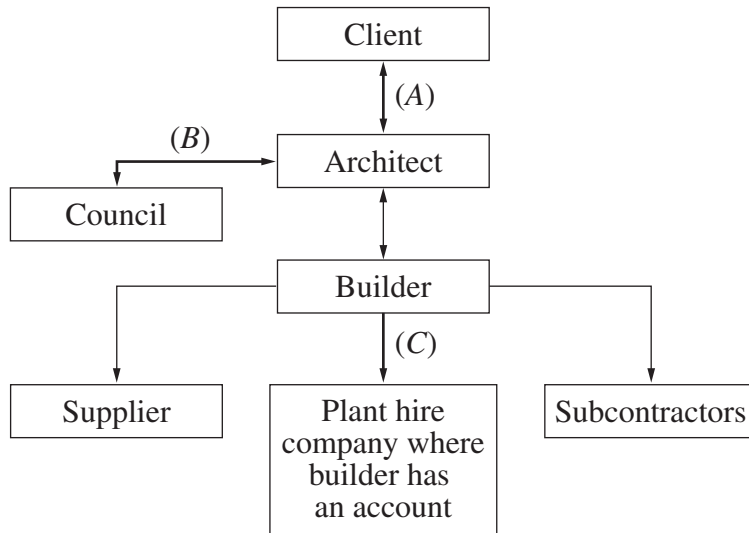 Client
(A)
(B)
Architect
Council
Builder
(C)
Supplier
Plant hire
company where
builder has
an account
Subcontractors